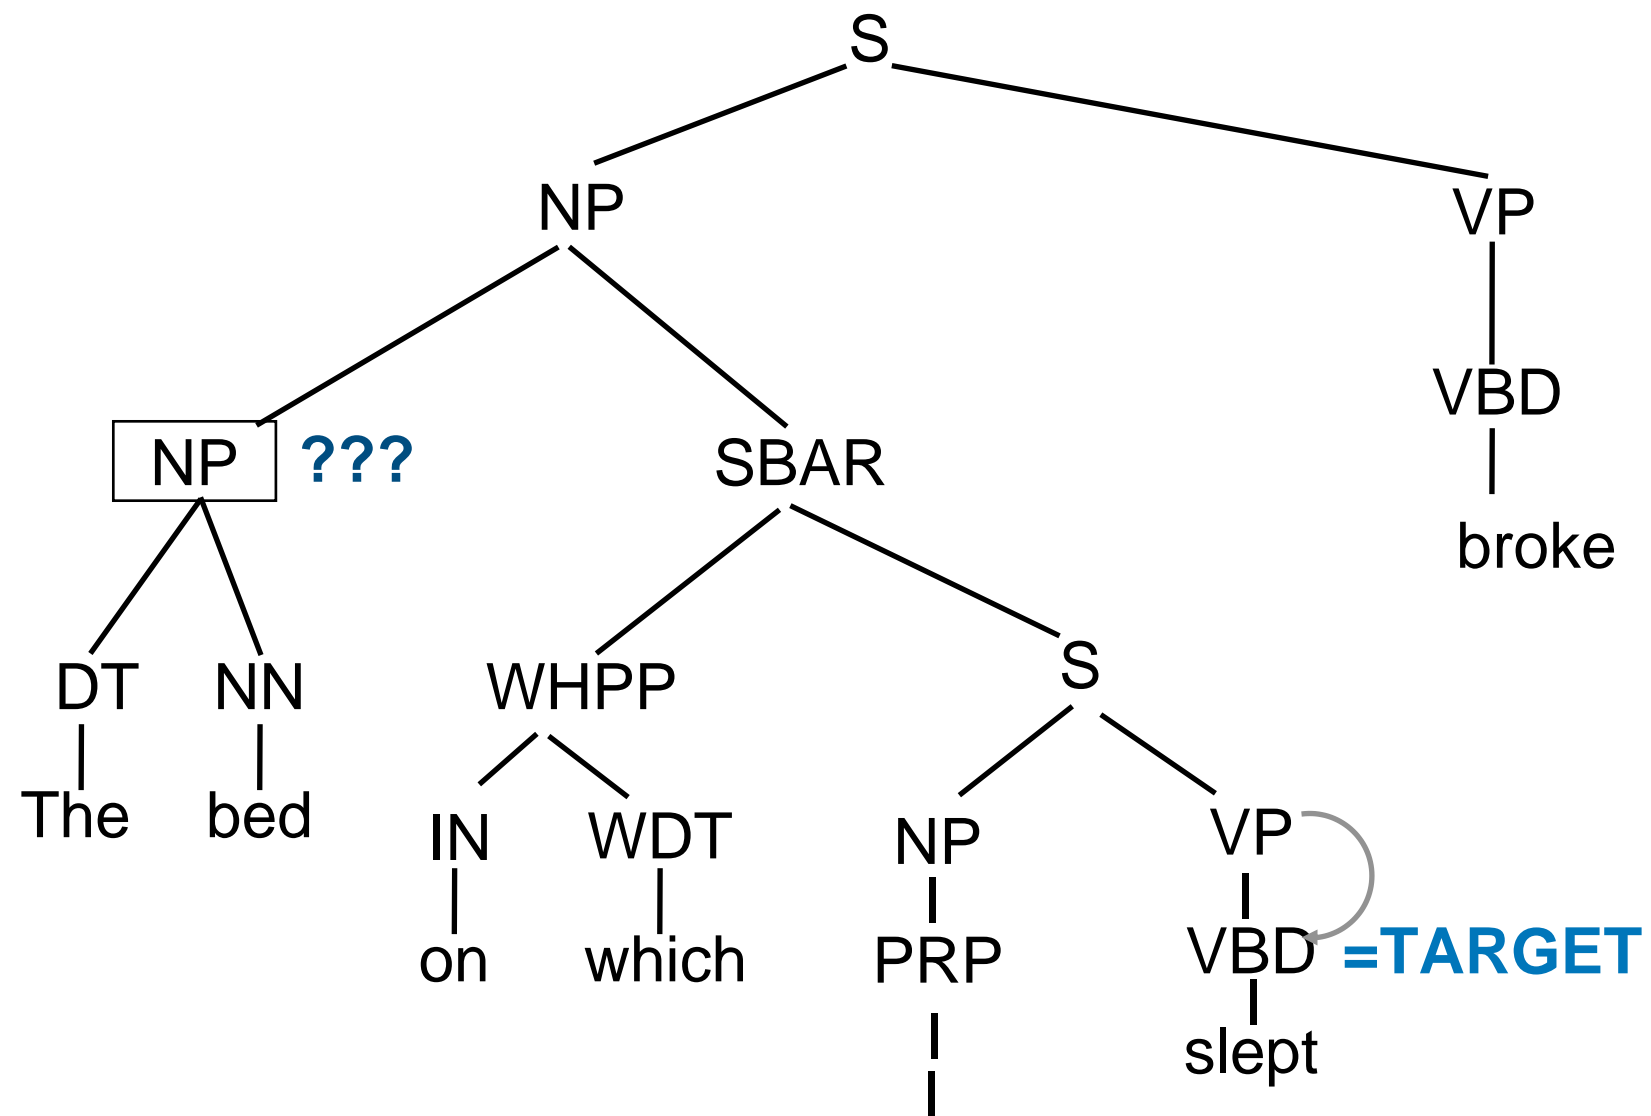 S
NP VP
VBD
NP ??? SBAR
broke
DT NN WHPP S
The bed IN WDT NP VP
on which PRP VBD =TARGET
slept
I